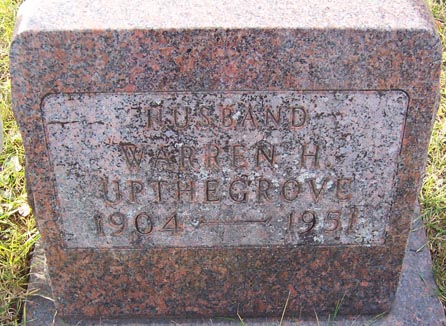 HUSBAND
WARREN H.
UPTHEGROVE
1904 — 1951